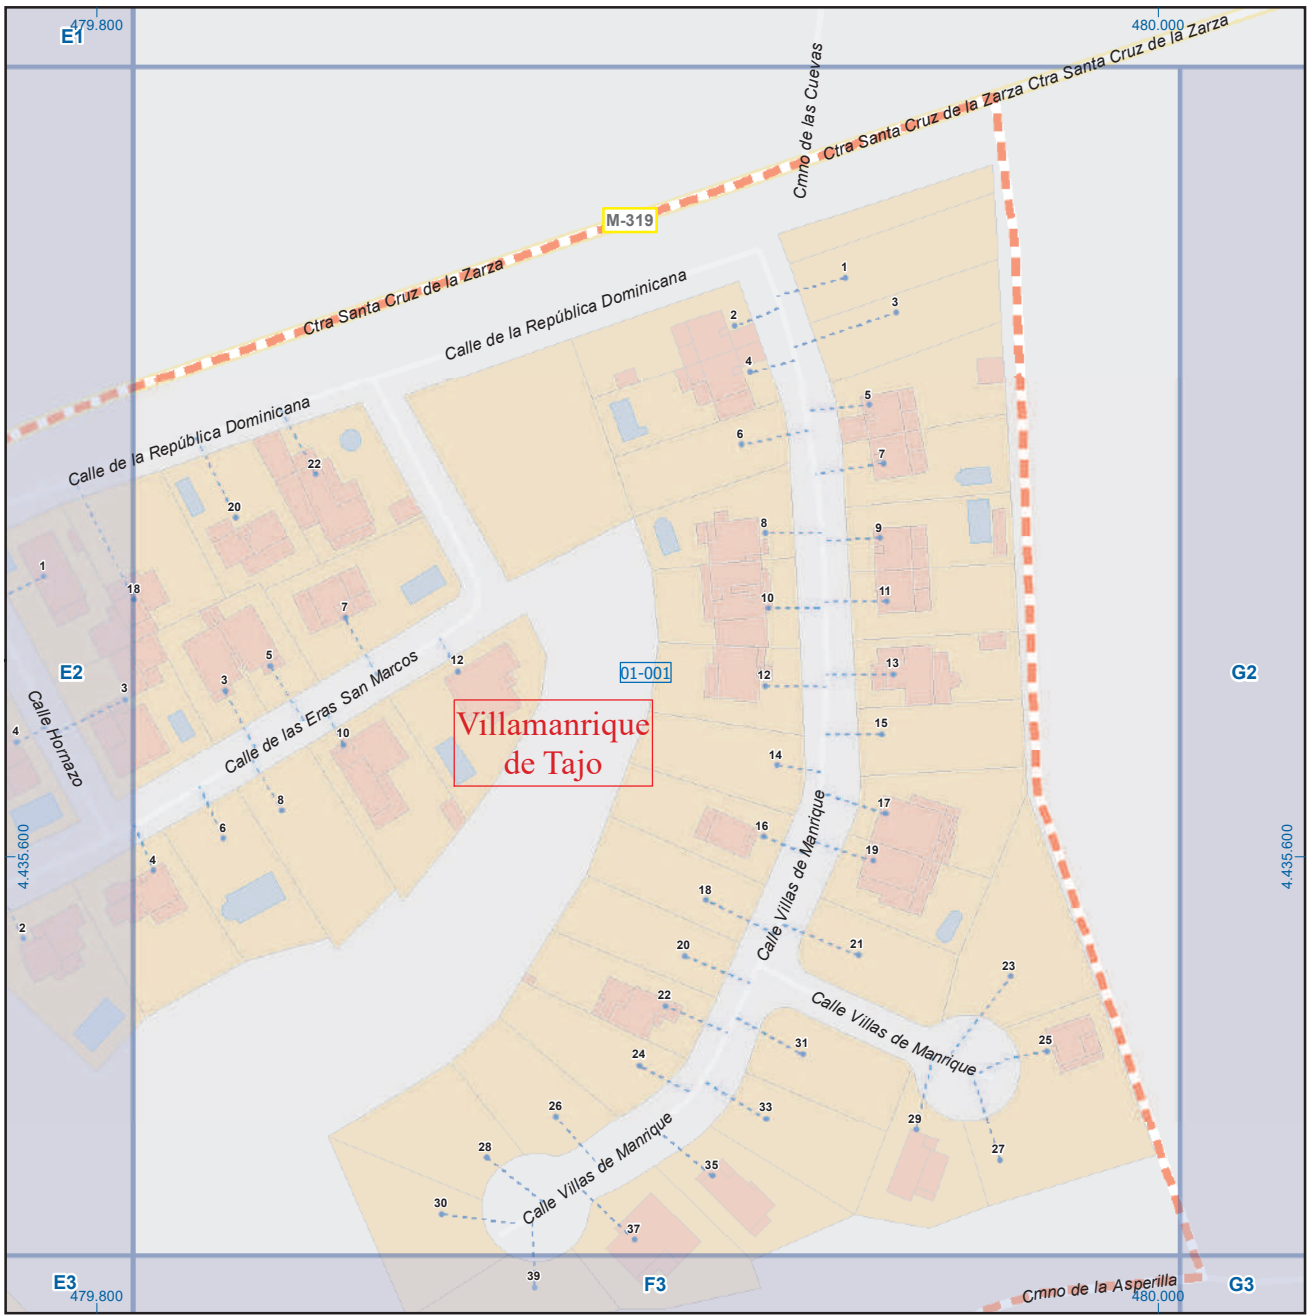 479.800
480.000
E1
Ctra Santa Cruz de la Zarza
Cmno de las Cuevas
Ctra Santa Cruz de la Zarza
M-319
Ctra Santa Cruz de la Zarza
Calle de la República Dominicana
1
3
2
4
Calle de la República Dominicana
5
6
7
22
20
8
9
1
18
10
11
7
12
13
5
3
3
12
E2
01-001
G2
4
Calle Hornazo
Calle de las Eras San Marcos
10
Villamanrique
de Tajo
15
14
8
6
17
16
19
4
4.435.600
4.435.600
Calle Villas de Manrique
18
2
20
21
23
22
Calle Villas de Manrique
31
24
25
26
33
29
28
27
35
Calle Villas de Manrique
30
37
39
E3
F3
G3
Cmno de la Asperilla
479.800
480.000